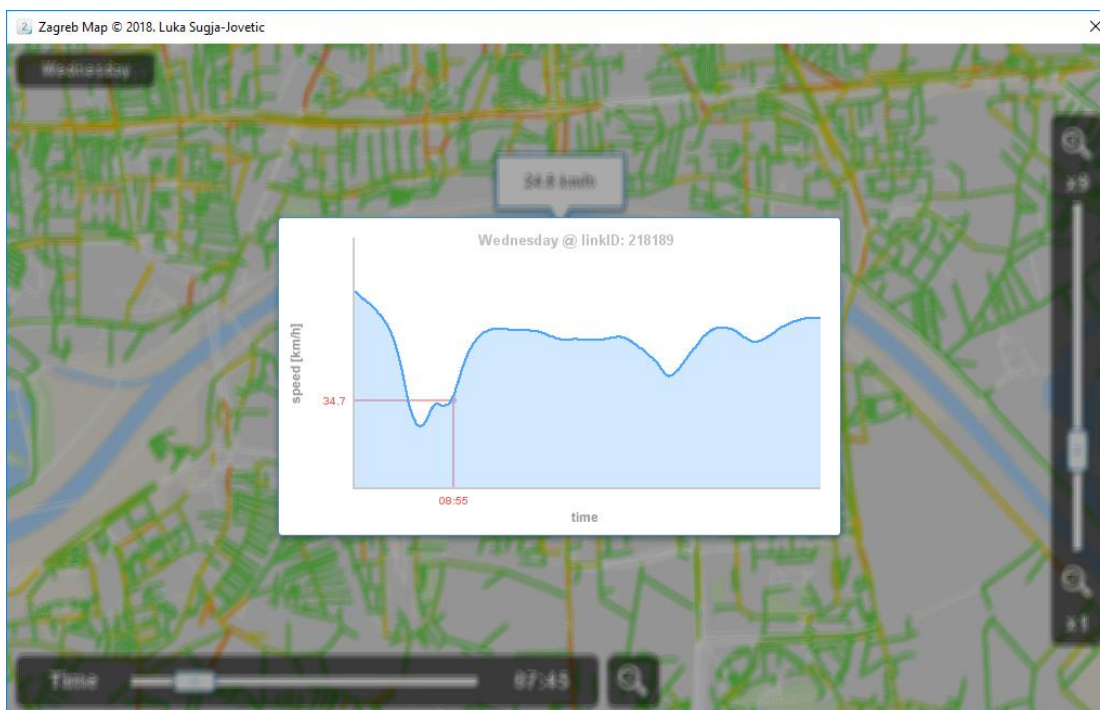 Zagreb Map © 2018. Luka Sugja-Jovetic
Wednesday
34.8 km/h
x9
Wednesday @ linkID: 218189
speed [km/h]
34.7
08:55
time
x1
Time
07:45